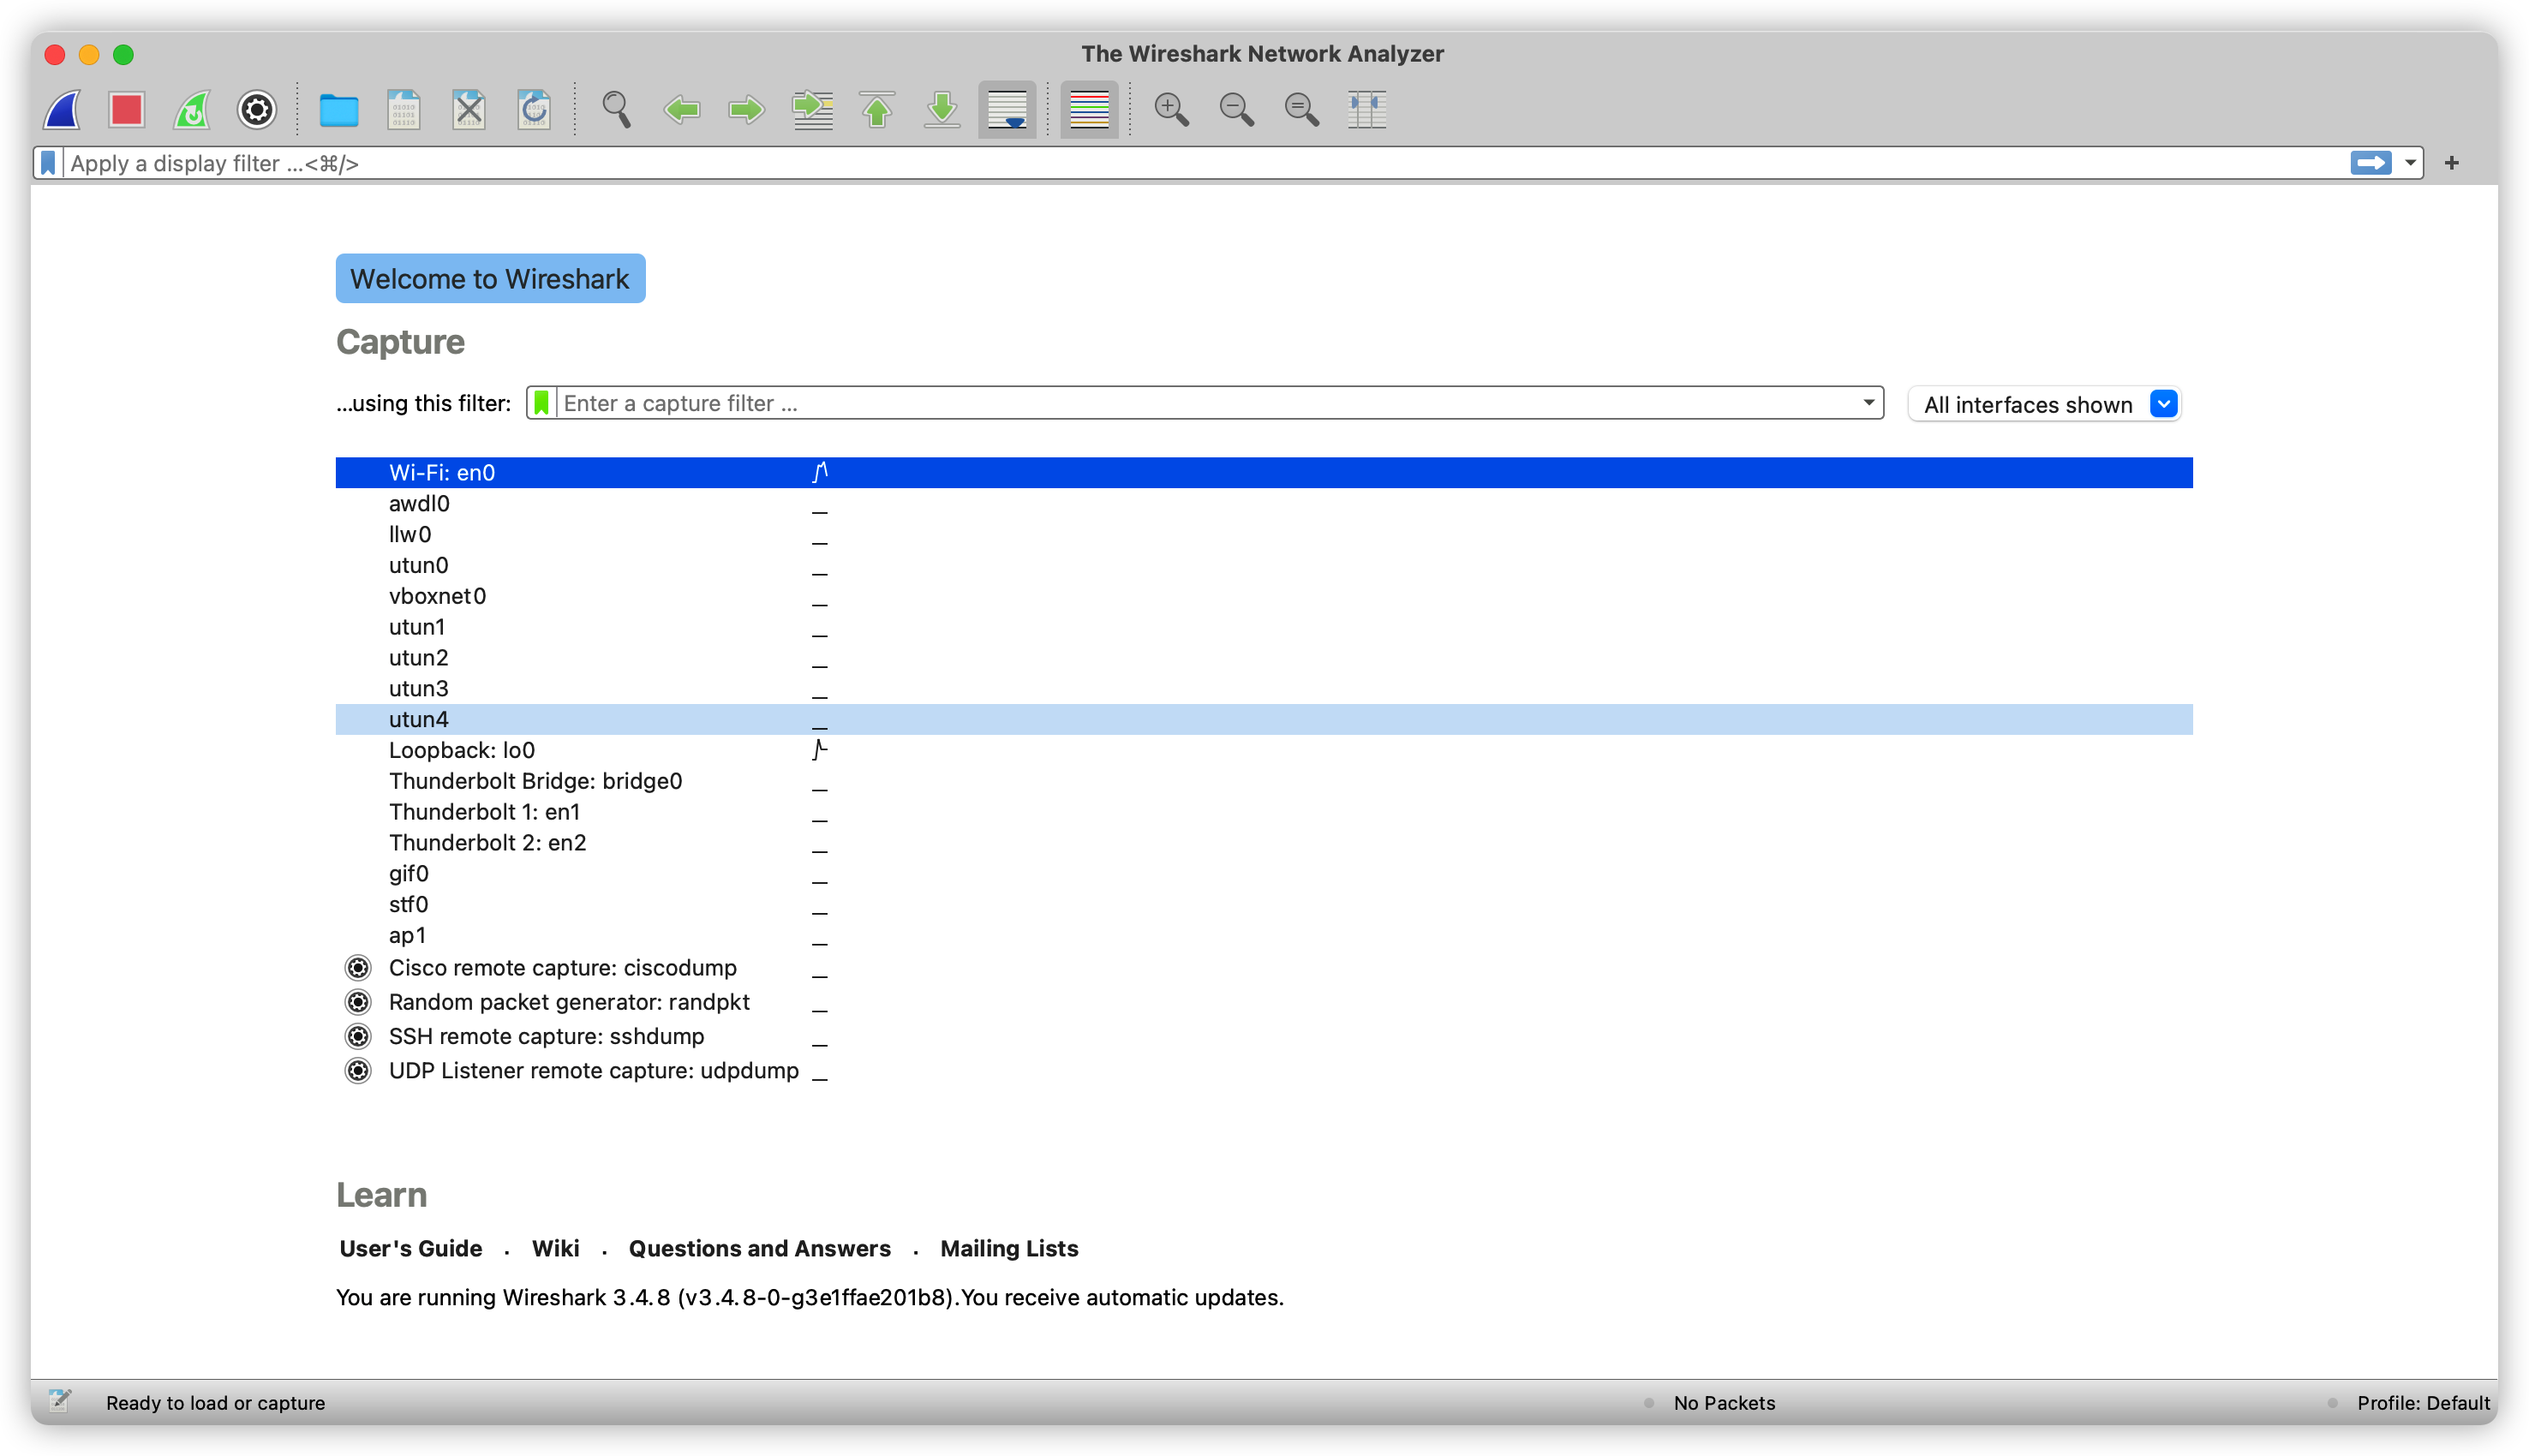 The Wireshark Network Analyzer
Apply a display filter ...<⌘/>
+
Welcome to Wireshark
Capture
...using this filter: Enter a capture filter ... All interfaces shown
Wi-Fi: en0
awdl0
llw0
utun0
vboxnet0
utun1
utun2
utun3
utun4
Loopback: lo0
Thunderbolt Bridge: bridge0
Thunderbolt 1: en1
Thunderbolt 2: en2
gif0
stf0
ap1
Cisco remote capture: ciscodump
Random packet generator: randpkt
SSH remote capture: sshdump
UDP Listener remote capture: udpdump
Learn
User's Guide . Wiki . Questions and Answers . Mailing Lists
You are running Wireshark 3.4.8 (v3.4.8-0-g3e1ffae201b8).You receive automatic updates.
Ready to load or capture No Packets Profile: Default